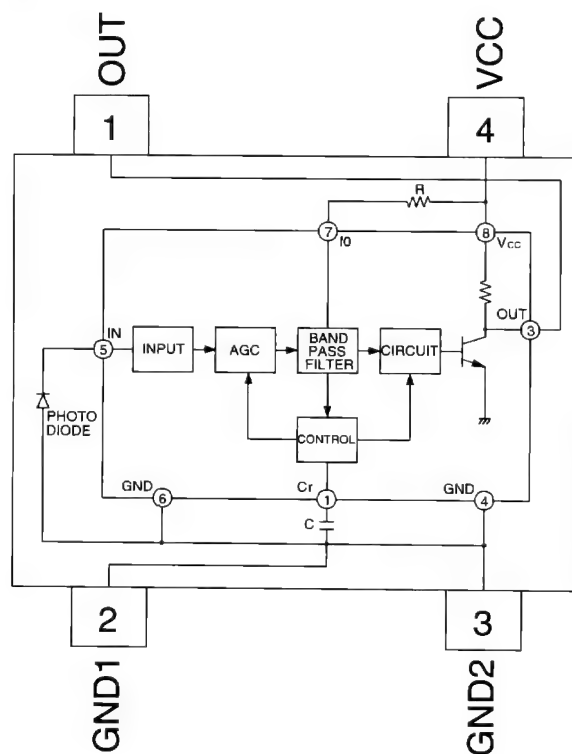 OUT
VCC
1
4
R
7
f0
8
VCC
OUT
3
IN
5
INPUT
AGC
BAND
PASS
FILTER
CIRCUIT
PHOTO
DIODE
CONTROL
GND
6
Cr
1
GND
4
C
2
3
GND1
GND2